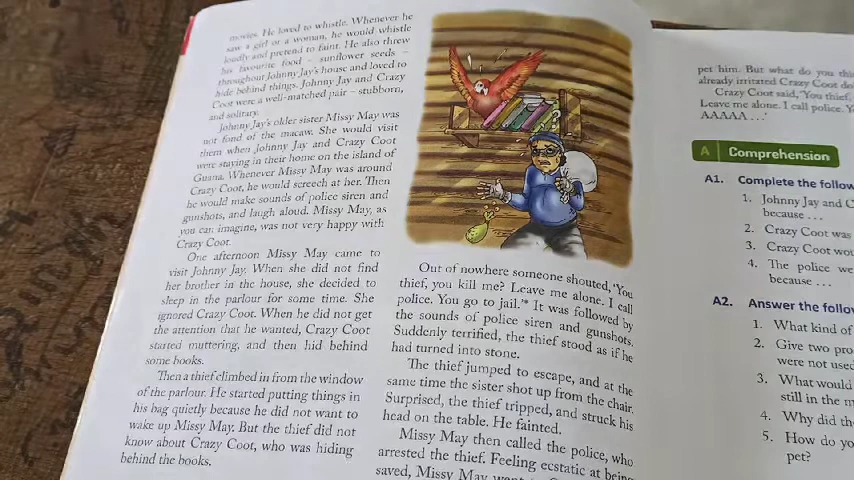 movies. He loved to whistle. Whenever he
saw a girl or a woman, he would whistle
loudly and pretend to faint. He also threw
his favourite food – sunflower seeds –
throughout Johnny Jay's house and loved to
hide behind things. Johnny Jay and Crazy
Coot were a well-matched pair – stubborn,
and solitary.
Johnny Jay's older sister Missy May was
not fond of the macaw. She would visit
them when Johnny Jay and Crazy Coot
were staying in their home on the island of
Guana. Whenever Missy May was around
Crazy Coot, he would screech at her. Then
he would make sounds of police siren and
gunshots, and laugh aloud. Missy May, as
you can imagine, was not very happy with
Crazy Coot.
One afternoon Missy May came to
visit Johnny Jay. When she did not find
her brother in the house, she decided to
sleep in the parlour for some time. She
ignored Crazy Coot. When he did not get
the attention that he wanted, Crazy Coot
started muttering, and then hid behind
some books.
Then a thief climbed in from the window
of the parlour. He started putting things in
his bag quietly because he did not want to
wake up Missy May. But the thief did not
know about Crazy Coot, who was hiding
behind the books.
Out of nowhere someone shouted, 'You
thief, you kill me? Leave me alone. I call
police. You go to jail.'* It was followed by
the sounds of police siren and gunshots.
Suddenly terrified, the thief stood as if he
had turned into stone.
The thief jumped to escape, and at the
same time the sister shot up from the chair.
Surprised, the thief tripped, and struck his
head on the table. He fainted.
Missy May then called the police, who
arrested the thief. Feeling ecstatic at being
saved, Missy May went
pet him. But what do you
already irritated Crazy Coot
Crazy Coot said, 'You thief,
Leave me alone. I call police.
AAAAA ...'
A Comprehension
A1. Complete the
1. Johnny Jay and
because ...
2. Crazy Coot was
3. Crazy Coot
4. The police
because ...
A2. Answer the
1. What kind of
2. Give two
were not
3. What would
still in the
4. Why did the
5. How do
pet?